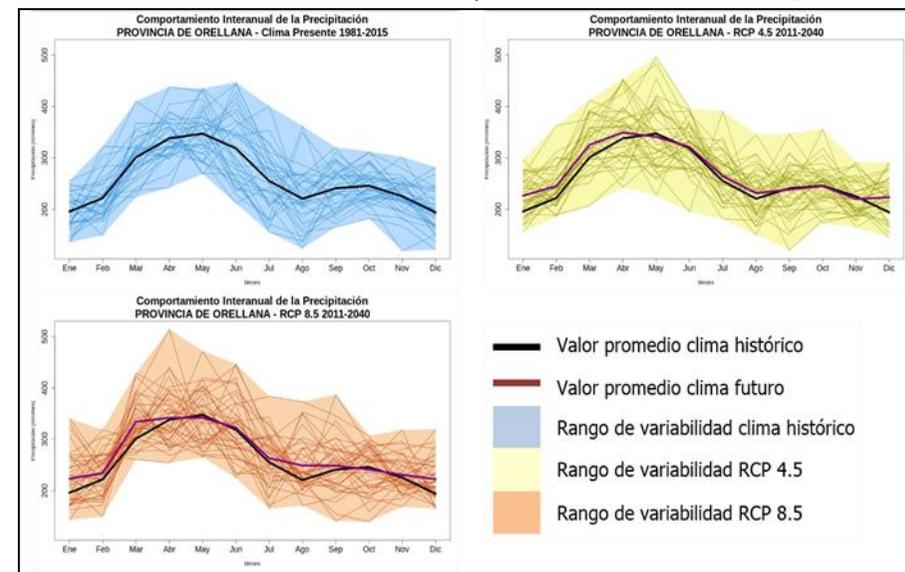 Comportamiento Interanual de la Precipitación
PROVINCIA DE ORELLANA - Clima Presente 1981-2015
500
400
300
200
Ene Feb Mar Abr May Jun Jul Ago Sep Oct Nov Dic
Meses
Comportamiento Interanual de la Precipitación
PROVINCIA DE ORELLANA - RCP 4.5 2011-2040
500
400
300
200
Ene Feb Mar Abr May Jun Jul Ago Sep Oct Nov Dic
Meses
Comportamiento Interanual de la Precipitación
PROVINCIA DE ORELLANA - RCP 8.5 2011-2040
500
400
300
200
Ene Feb Mar Abr May Jun Jul Ago Sep Oct Nov Dic
Meses
Valor promedio clima histórico
Valor promedio clima futuro
Rango de variabilidad clima histórico
Rango de variabilidad RCP 4.5
Rango de variabilidad RCP 8.5